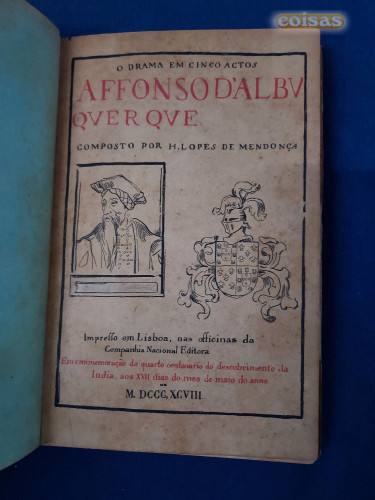 coisas
O DRAMA EM CINCO ACTOS
AFFONSO D'ALBV
QVERQVE
COMPOSTO POR H. LOPES DE MENDONÇA
Impresso em Lisboa, nas officinas da
Companhia Nacional Editora
Em commemoração do quarto centenario do descobrimento da
India, aos XVII dias do mes de maio do anno
M. DCCC, XCVIII.